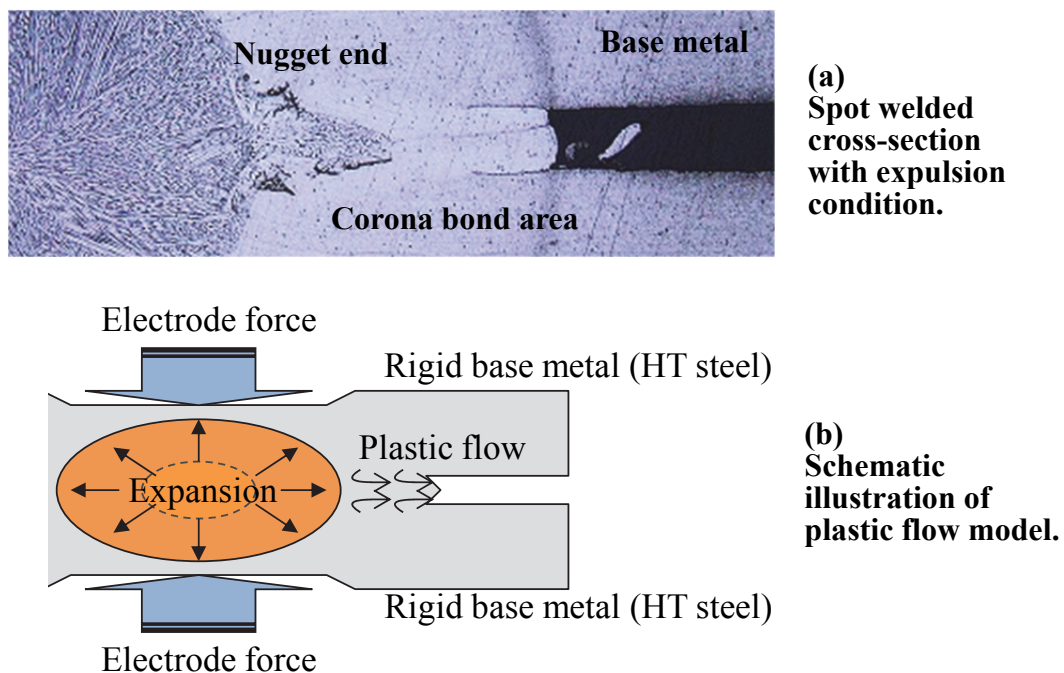 Nugget end
Base metal
Corona bond area
(a)
Spot welded
cross-section
with expulsion
condition.
Electrode force
Rigid base metal (HT steel)
Plastic flow
Expansion
Rigid base metal (HT steel)
Electrode force
(b)
Schematic
illustration of
plastic flow model.